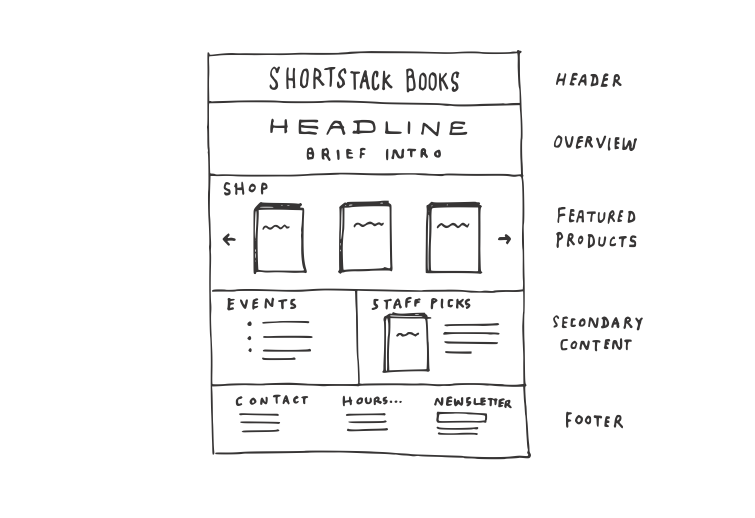 SHORTSTACK BOOKS
HEADER
HEADLINE
BRIEF INTRO
OVERVIEW
SHOP
FEATURED
PRODUCTS
EVENTS
STAFF PICKS
SECONDARY
CONTENT
CONTACT
HOURS...
NEWSLETTER
FOOTER